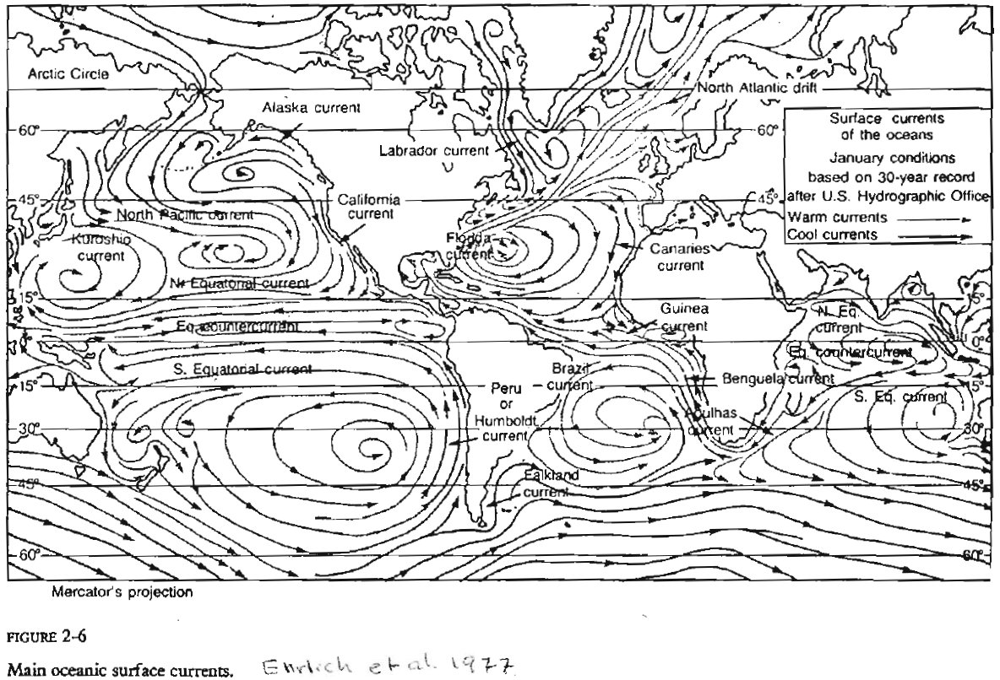 Arctic Circle
Alaska current
North Atlantic drift
60°
60°
Labrador current
Surface currents
of the oceans
January conditions
based on 30-year record
after U.S. Hydrographic Office
Warm currents
Cool currents
45°
45°
California
current
North Pacific current
Kuroshio
current
Florida
current
Canaries
current
N. Equatorial current
15°
15°
Guinea
current
N. Eq.
current
Eq. countercurrent
0°
Eq. countercurrent
S. Equatorial current
Brazil
current
Benguela current
15°
15°
Peru
or
Humboldt
current
S. Eq. current
Agulhas
current
30°
30°
Falkland
current
45°
45°
60°
60°
Mercator's projection
FIGURE 2-6
Main oceanic surface currents. Ehrlich et al. 1977